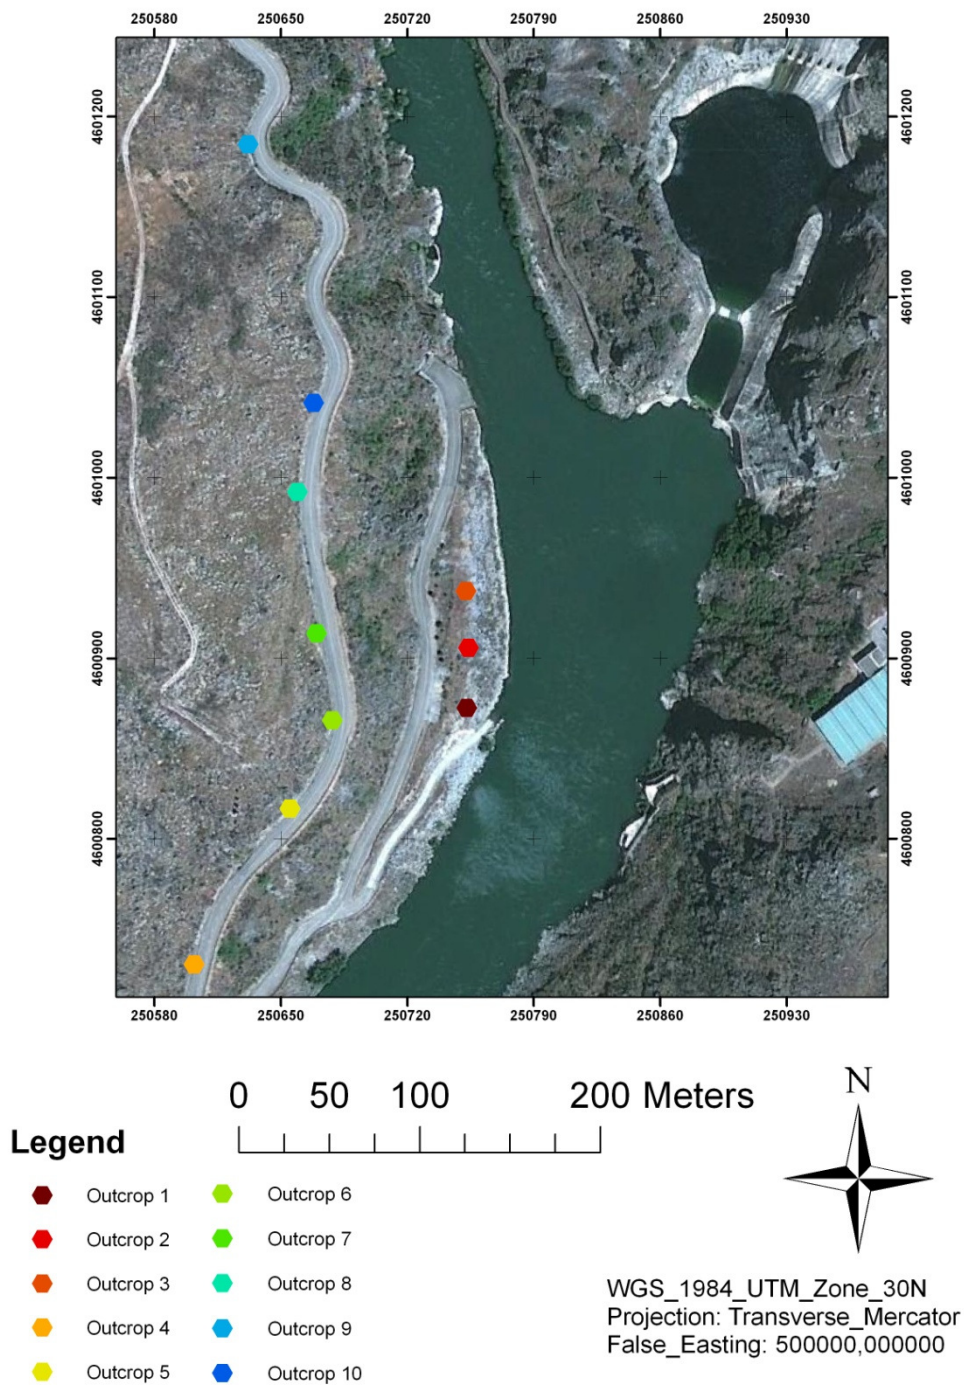 250580 250650 250720 250790 250860 250930
4601200 4601200
4601100 4601100
4601000 4601000
4600900 4600900
4600800 4600800
250580 250650 250720 250790 250860 250930
0 50 100 200 Meters
N
Legend
Outcrop 1
Outcrop 2
Outcrop 3
Outcrop 4
Outcrop 5
Outcrop 6
Outcrop 7
Outcrop 8
Outcrop 9
Outcrop 10
WGS_1984_UTM_Zone_30N
Projection: Transverse_Mercator
False_Easting: 500000,000000